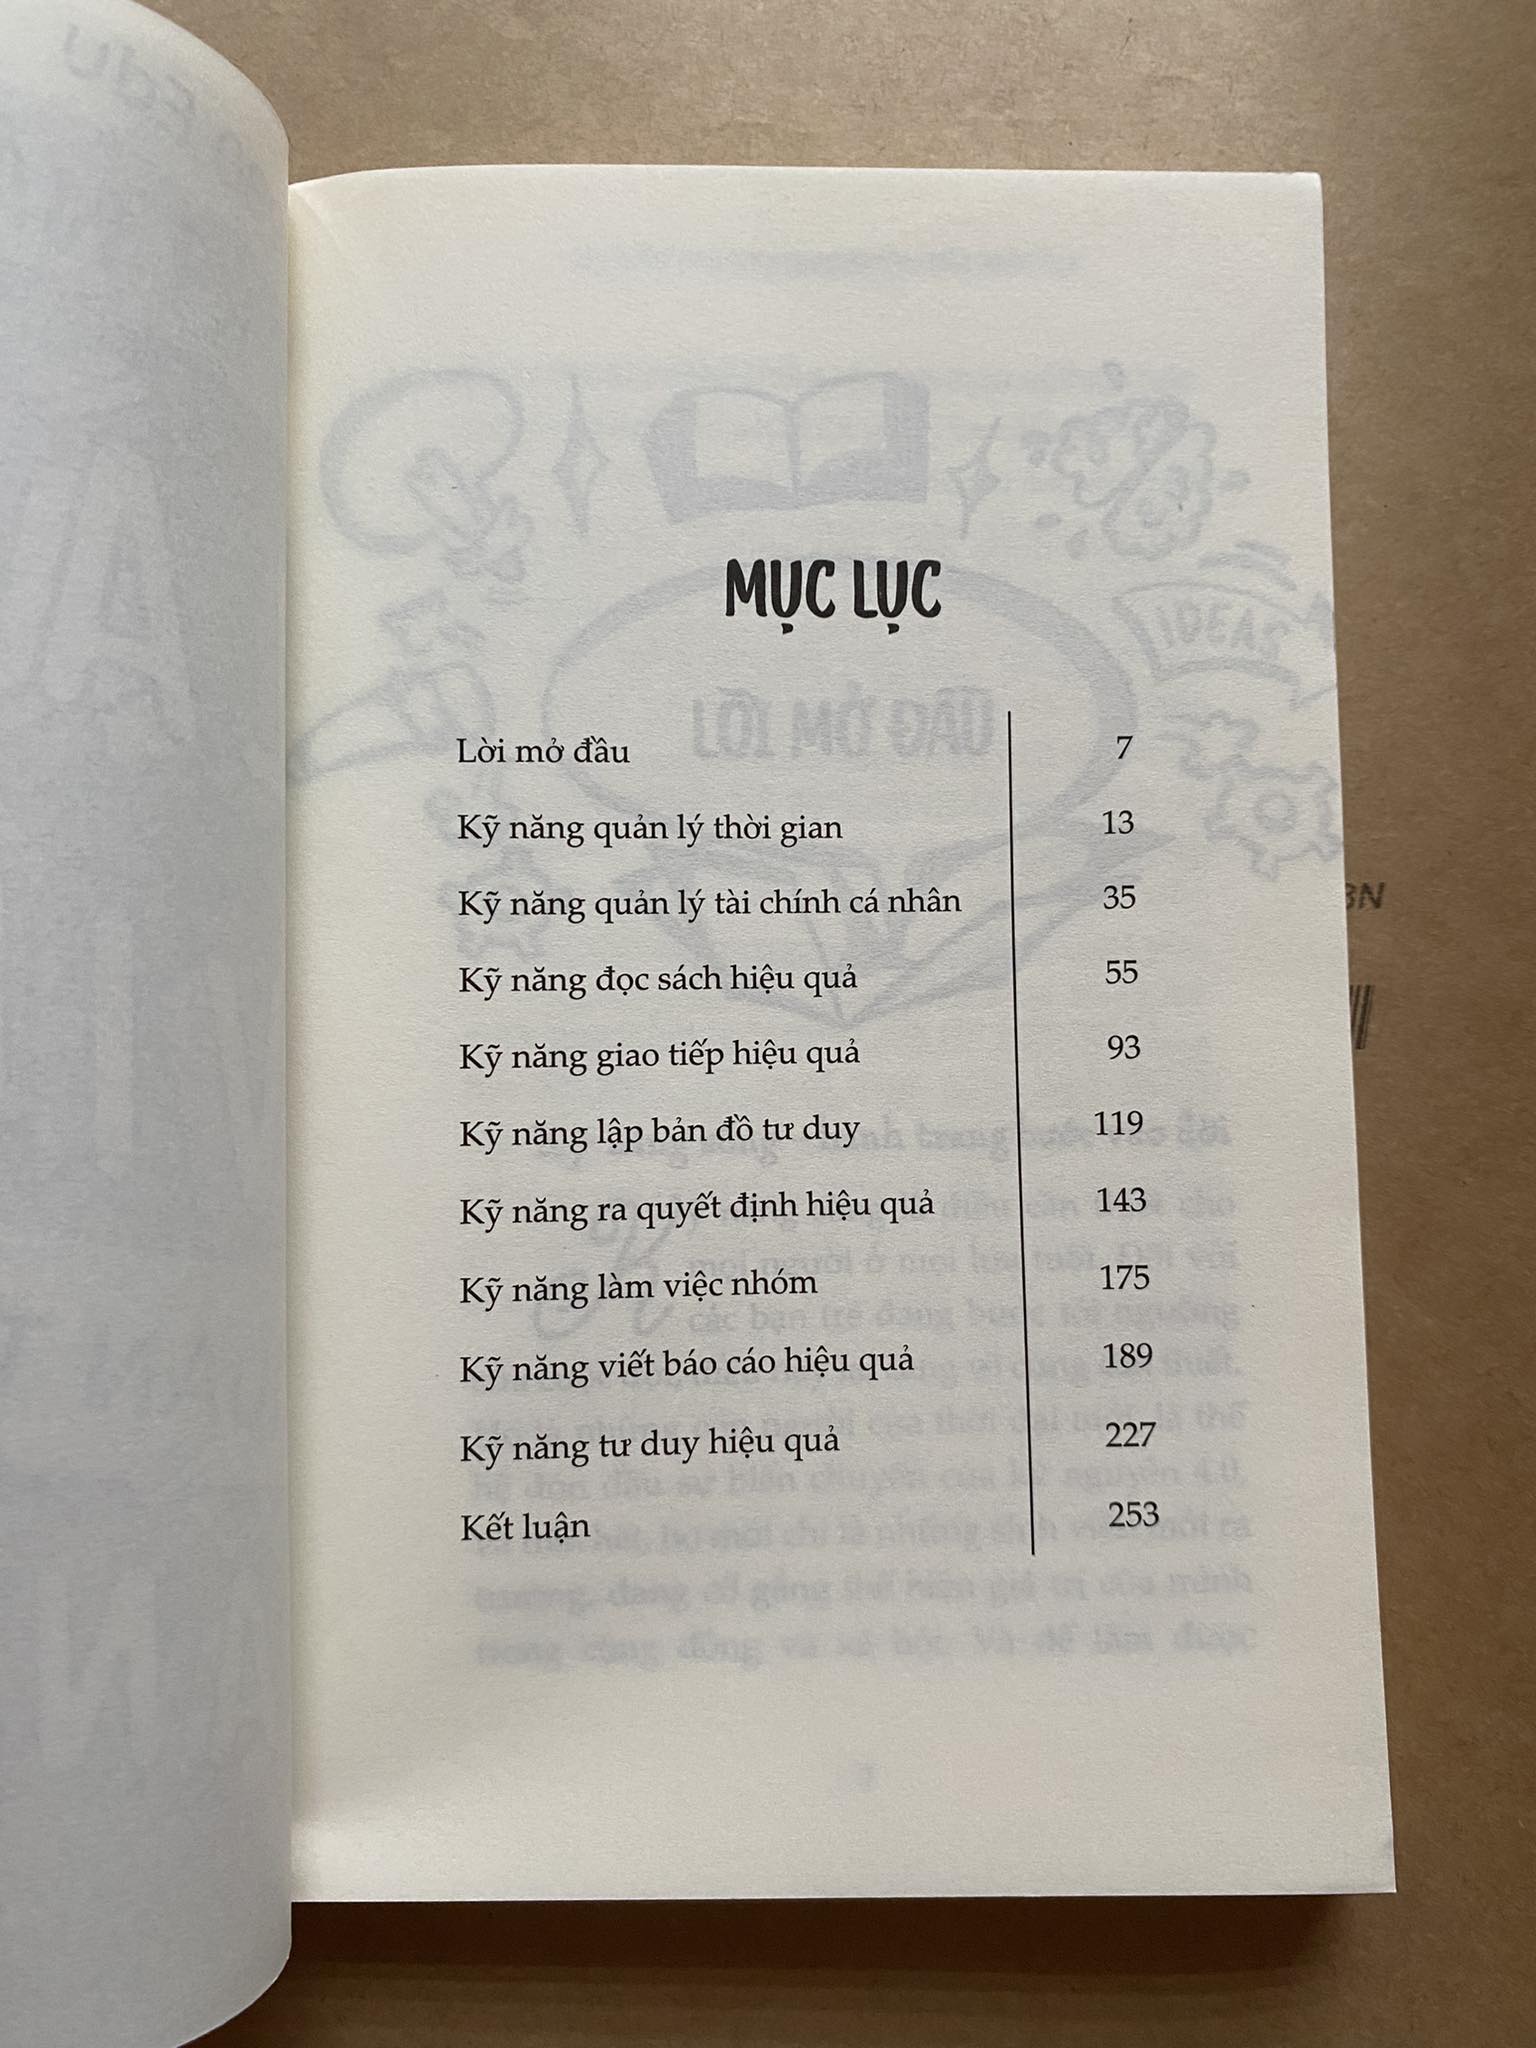 MỤC LỤC
Lời mở đầu 7
Kỹ năng quản lý thời gian 13
Kỹ năng quản lý tài chính cá nhân 35
Kỹ năng đọc sách hiệu quả 55
Kỹ năng giao tiếp hiệu quả 93
Kỹ năng lập bản đồ tư duy 119
Kỹ năng ra quyết định hiệu quả 143
Kỹ năng làm việc nhóm 175
Kỹ năng viết báo cáo hiệu quả 189
Kỹ năng tư duy hiệu quả 227
Kết luận 253